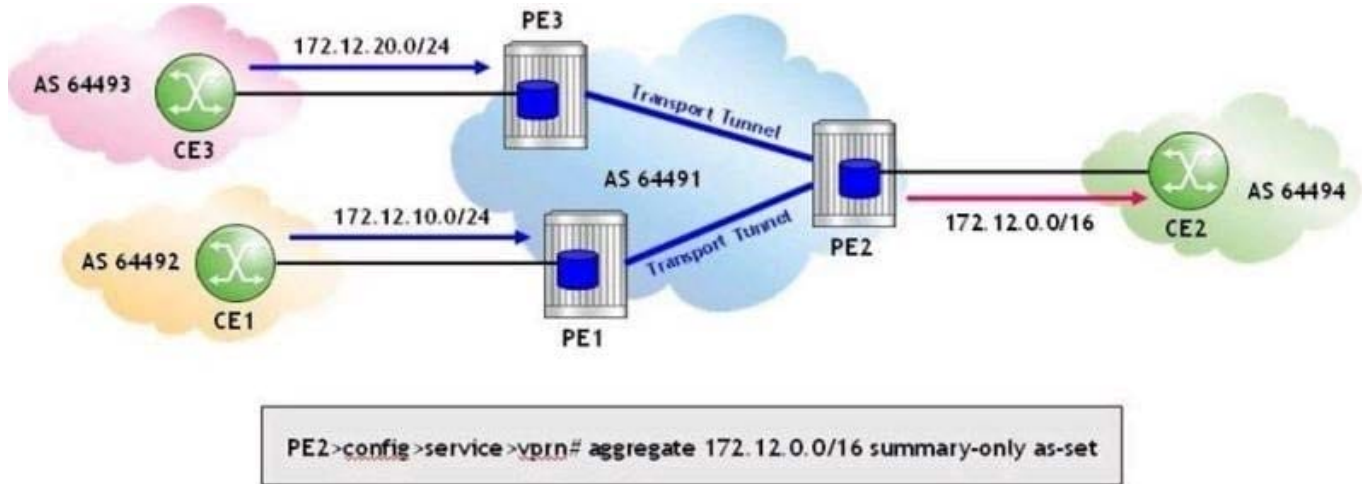 PE3
172.12.20.0/24
AS 64493
CE3
Transport Tunnel
AS 64491
172.12.10.0/24
AS 64492
CE1
PE1
Transport Tunnel
PE2
172.12.0.0/16
CE2
AS 64494
PE2>config>service>vprn# aggregate 172.12.0.0/16 summary-only as-set